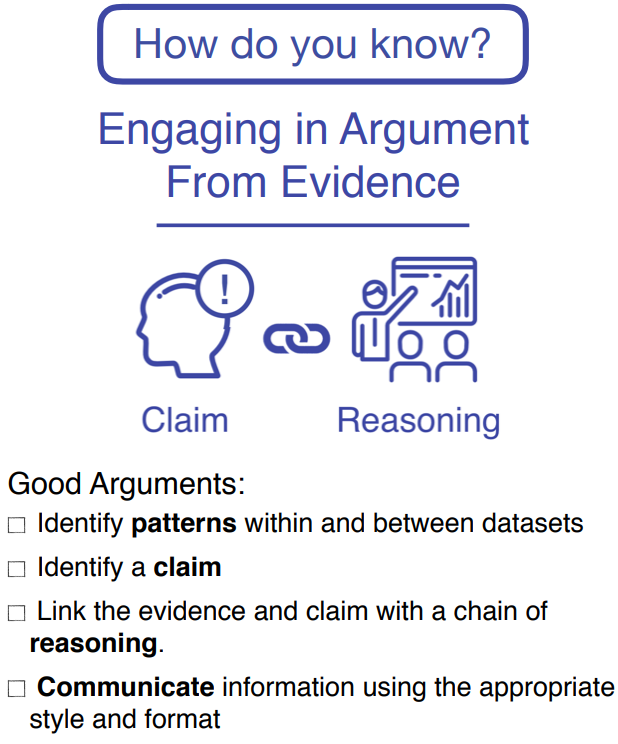 How do you know?
Engaging in Argument
From Evidence
!
Claim
Reasoning
Good Arguments:
☐ Identify patterns within and between datasets
☐ Identify a claim
☐ Link the evidence and claim with a chain of
reasoning.
☐ Communicate information using the appropriate
style and format